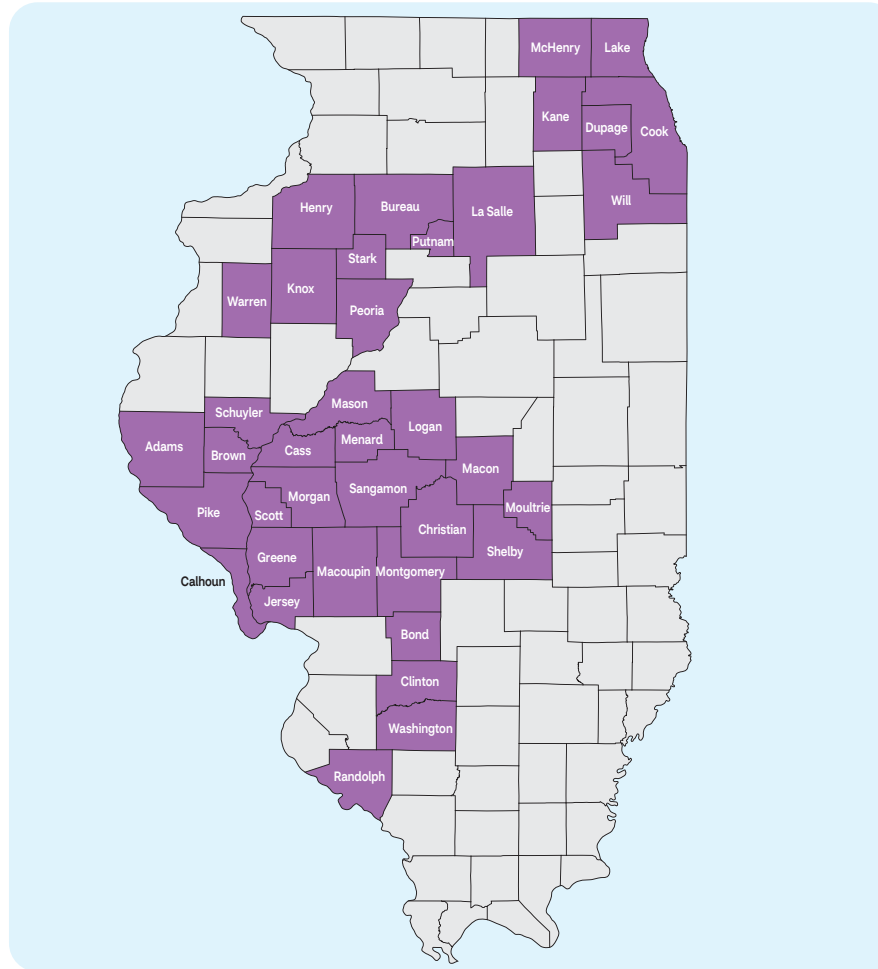 McHenry
Lake
Kane
Dupage
Cook
Will
Henry
Bureau
La Salle
Putnam
Stark
Knox
Warren
Peoria
Mason
Schuyler
Logan
Menard
Adams
Cass
Brown
Macon
Sangamon
Morgan
Moultrie
Pike
Scott
Christian
Shelby
Greene
Macoupin
Montgomery
Calhoun
Jersey
Bond
Clinton
Washington
Randolph